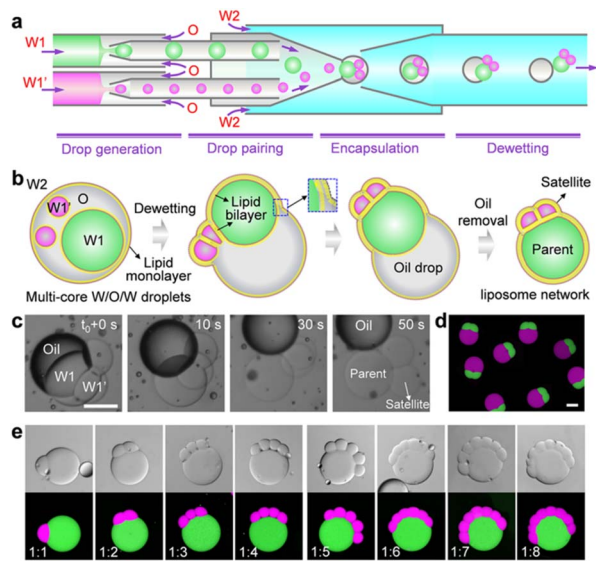 a
W2
O
W1
O
W1'
O
W2
Drop generation
Drop pairing
Encapsulation
Dewetting
b
W2
W1'
O
W1
Lipid
monolayer
Multi-core W/O/W droplets
Dewetting
Lipid
bilayer
Oil drop
Oil
removal
Satellite
Parent
liposome network
c
t₀+0 s
Oil
W1
W1'
10 s
30 s
50 s
Oil
Parent
Satellite
d
e
1:1
1:2
1:3
1:4
1:5
1:6
1:7
1:8